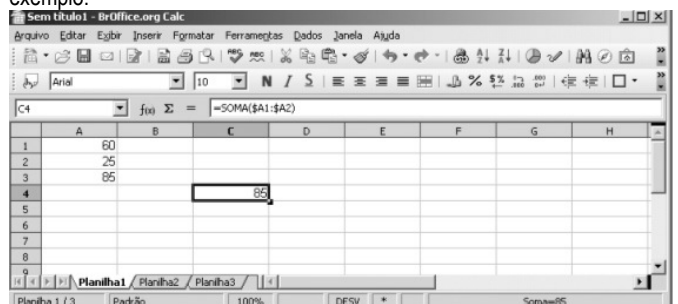 exemplo:
Sem título1 - BrOffice.org Calc
Arquivo Editar Exibir Inserir Formatar Ferramentas Dados Janela Ajuda
Arial 10 N I S
C4 f(x) Σ = =SOMA($A1:$A2)
A B C D E F G H
1 60
2 25
3 85
4 85
5
6
7
8
9
Planilha1 Planilha2 Planilha3
Planilha 1 / 3 Padrão 100% DESV * Soma=85